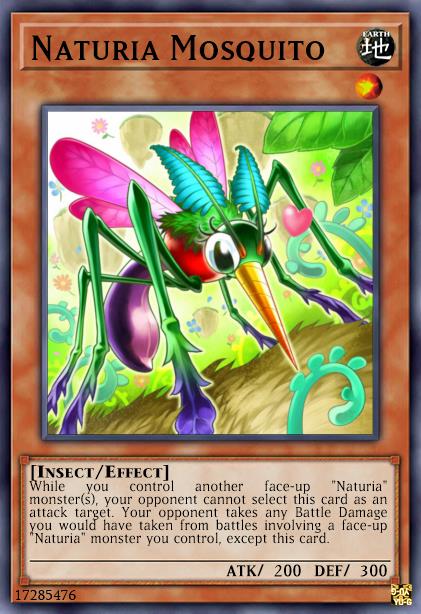 NATURIA MOSQUITO
EARTH
地
[INSECT/EFFECT]
While you control another face-up "Naturia"
monster(s), your opponent cannot select this card as an
attack target. Your opponent takes any Battle Damage
you would have taken from battles involving a face-up
"Naturia" monster you control, except this card.
ATK/ 200 DEF/ 300
17285476